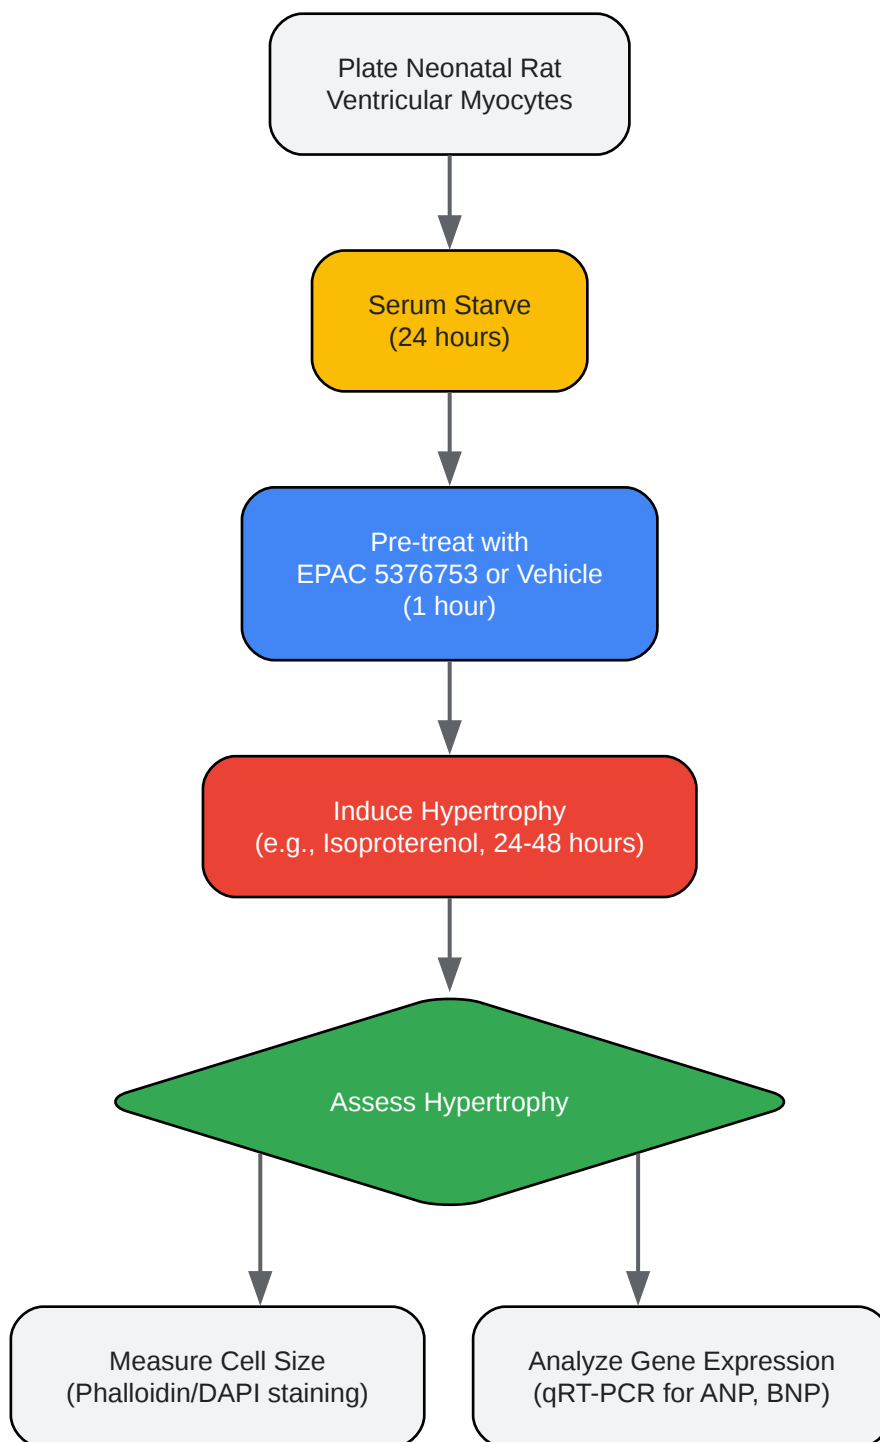 Plate Neonatal Rat
Ventricular Myocytes
Serum Starve
(24 hours)
Pre-treat with
EPAC 5376753 or Vehicle
(1 hour)
Induce Hypertrophy
(e.g., Isoproterenol, 24-48 hours)
Assess Hypertrophy
Measure Cell Size
(Phalloidin/DAPI staining)
Analyze Gene Expression
(qRT-PCR for ANP, BNP)